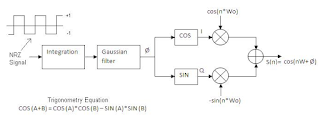 cos(n*Wo)
+1
-1
NRZ
Signal
Integration
Gaussian
filter
Ø
COS
I
SIN
Q
S(n)= cos(nW+ Ø)
-sin(n*Wo)
Trigonometry Equation
COS (A+B) = COS (A)*COS (B) – SIN (A)*SIN (B)